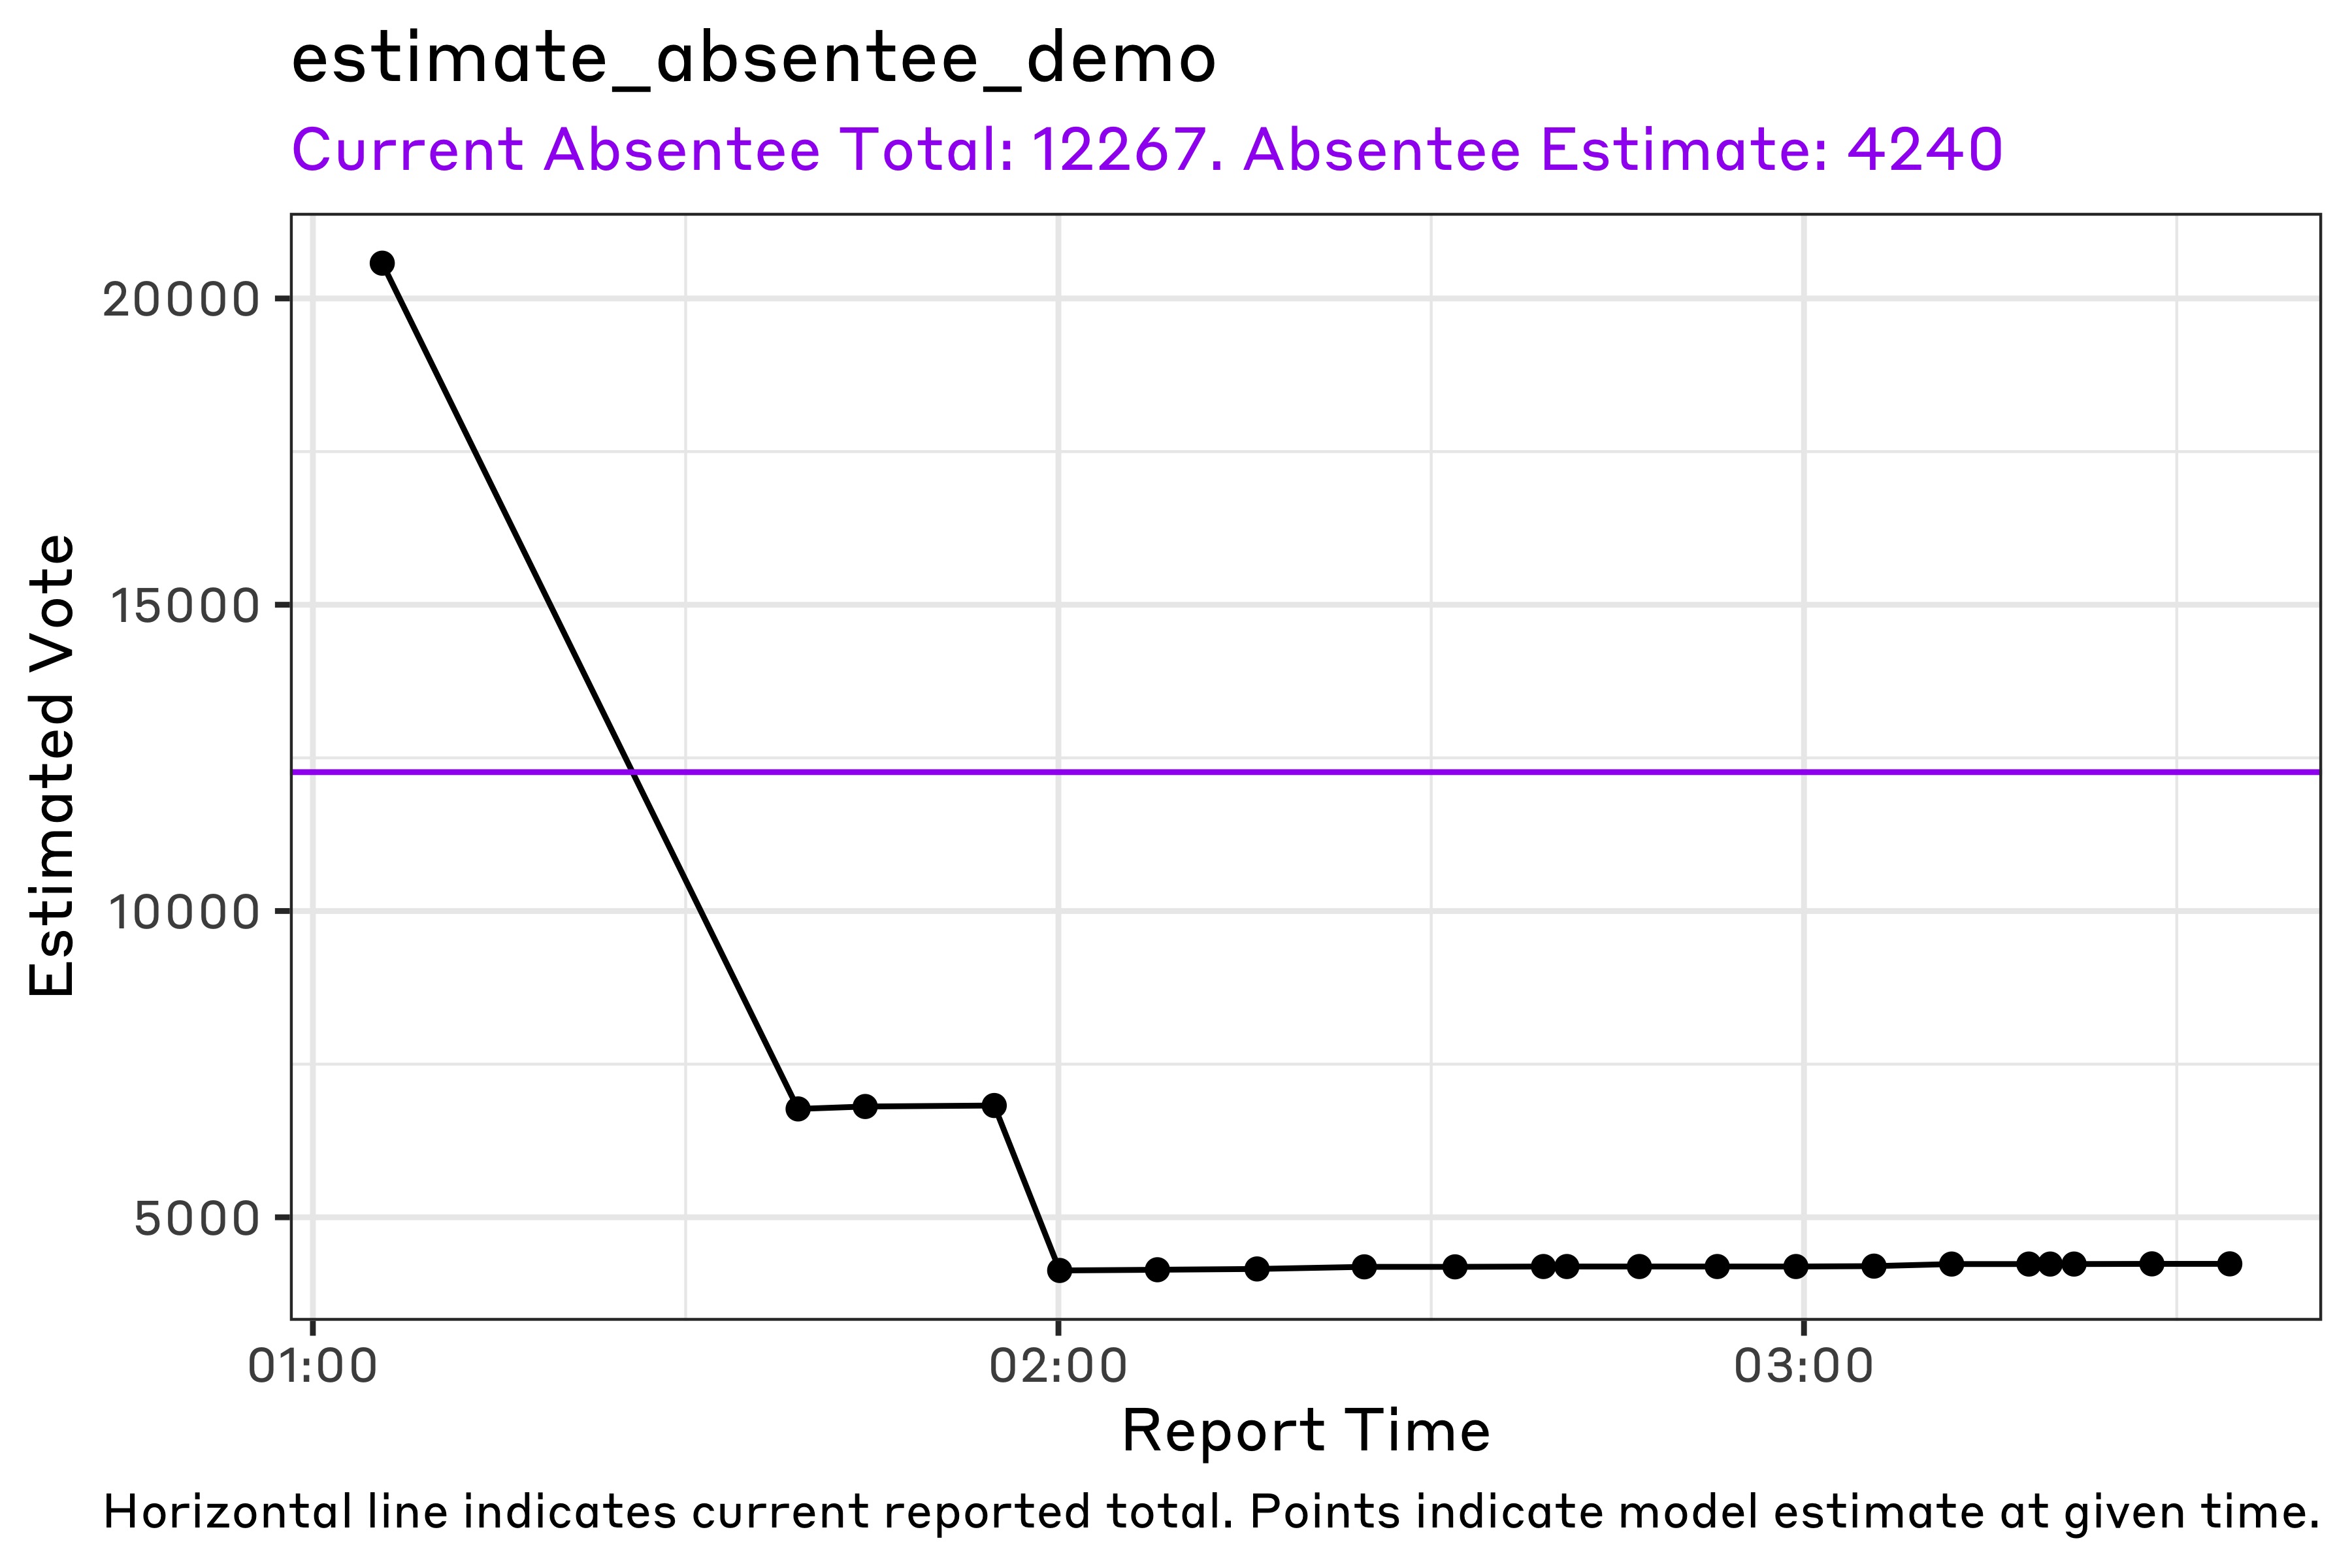 estimate_absentee_demo
Current Absentee Total: 12267. Absentee Estimate: 4240
Estimated Vote
20000
15000
10000
5000
01:00 02:00 03:00
Report Time
Horizontal line indicates current reported total. Points indicate model estimate at given time.